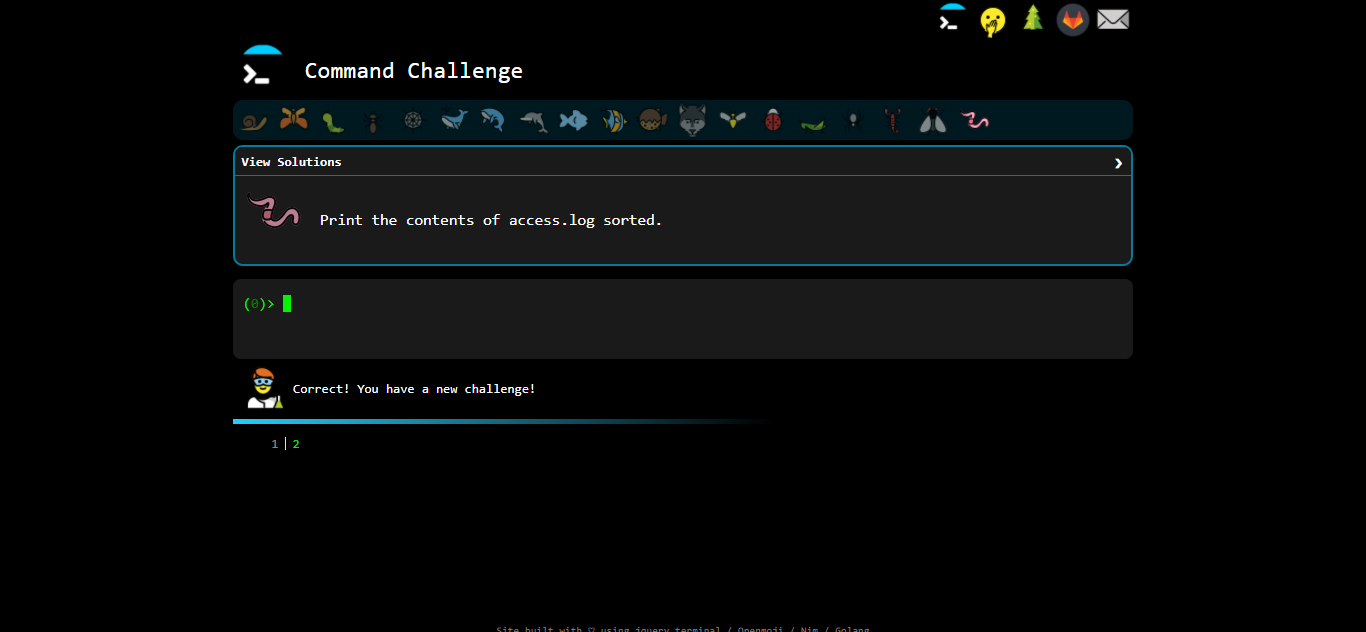 Command Challenge
View Solutions
Print the contents of access.log sorted.
(0)>
Correct! You have a new challenge!
1 2
Site built with ♡ using jquery terminal / Openmoji / Nim / Golang